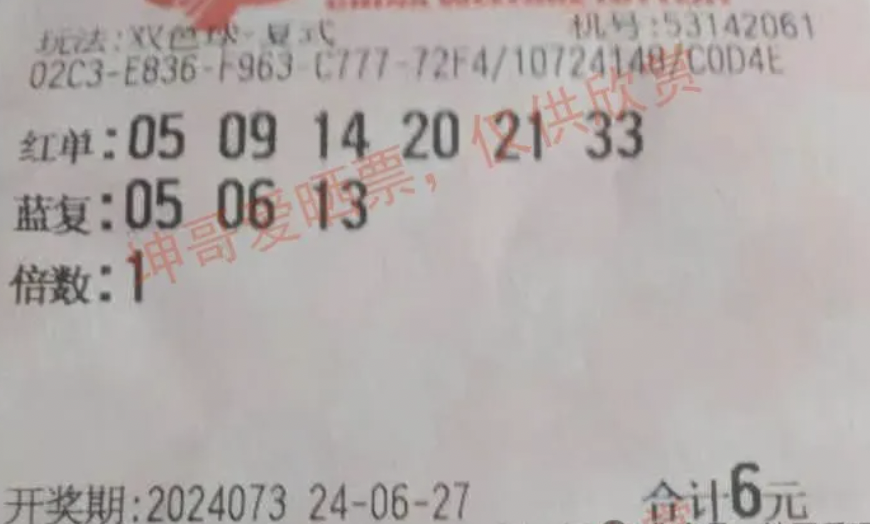 玩法:双色球-复式 机号:53142061
02C3-E836-F963-C777-72F4/10724148/C0D4E
红单:05 09 14 20 21 33
蓝复:05 06 13
倍数:1
坤哥爱晒票，仅供欣赏
开奖期:2024073 24-06-27 合计6元